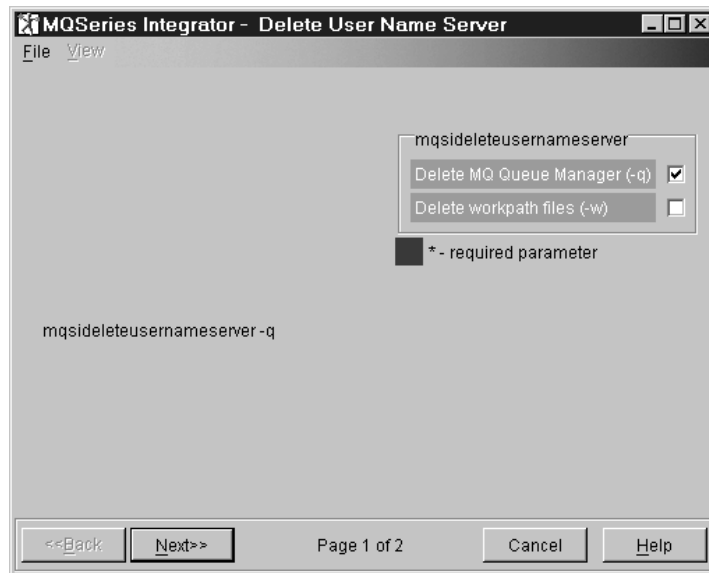 MQSeries Integrator - Delete User Name Server
File View
mqsideleteusernameserver
Delete MQ Queue Manager (-q)
Delete workpath files (-w)
* - required parameter
mqsideleteusernameserver -q
<<Back Next>> Page 1 of 2 Cancel Help